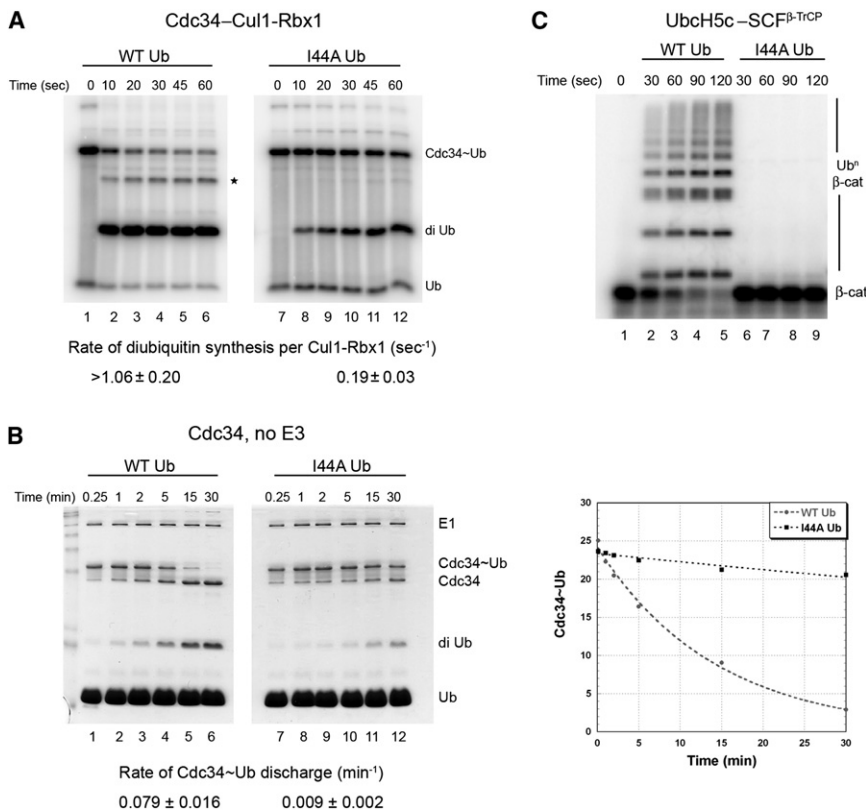 A
Cdc34–Cul1-Rbx1
WT Ub I44A Ub
Time (sec) 0 10 20 30 45 60 0 10 20 30 45 60
Cdc34~Ub
★
di Ub
Ub
1 2 3 4 5 6 7 8 9 10 11 12
Rate of diubiquitin synthesis per Cul1-Rbx1 (sec⁻¹)
>1.06 ± 0.20 0.19 ± 0.03
C
UbcH5c–SCFβ-TrCP
WT Ub I44A Ub
Time (sec) 0 30 60 90 120 30 60 90 120
Ubⁿ
β-cat
β-cat
1 2 3 4 5 6 7 8 9
B
Cdc34, no E3
WT Ub I44A Ub
Time (min) 0.25 1 2 5 15 30 0.25 1 2 5 15 30
E1
Cdc34~Ub
Cdc34
di Ub
Ub
1 2 3 4 5 6 7 8 9 10 11 12
Rate of Cdc34~Ub discharge (min⁻¹)
0.079 ± 0.016 0.009 ± 0.002
WT Ub
I44A Ub
Cdc34~Ub
30
25
20
15
10
5
0
0 5 10 15 20 25 30
Time (min)